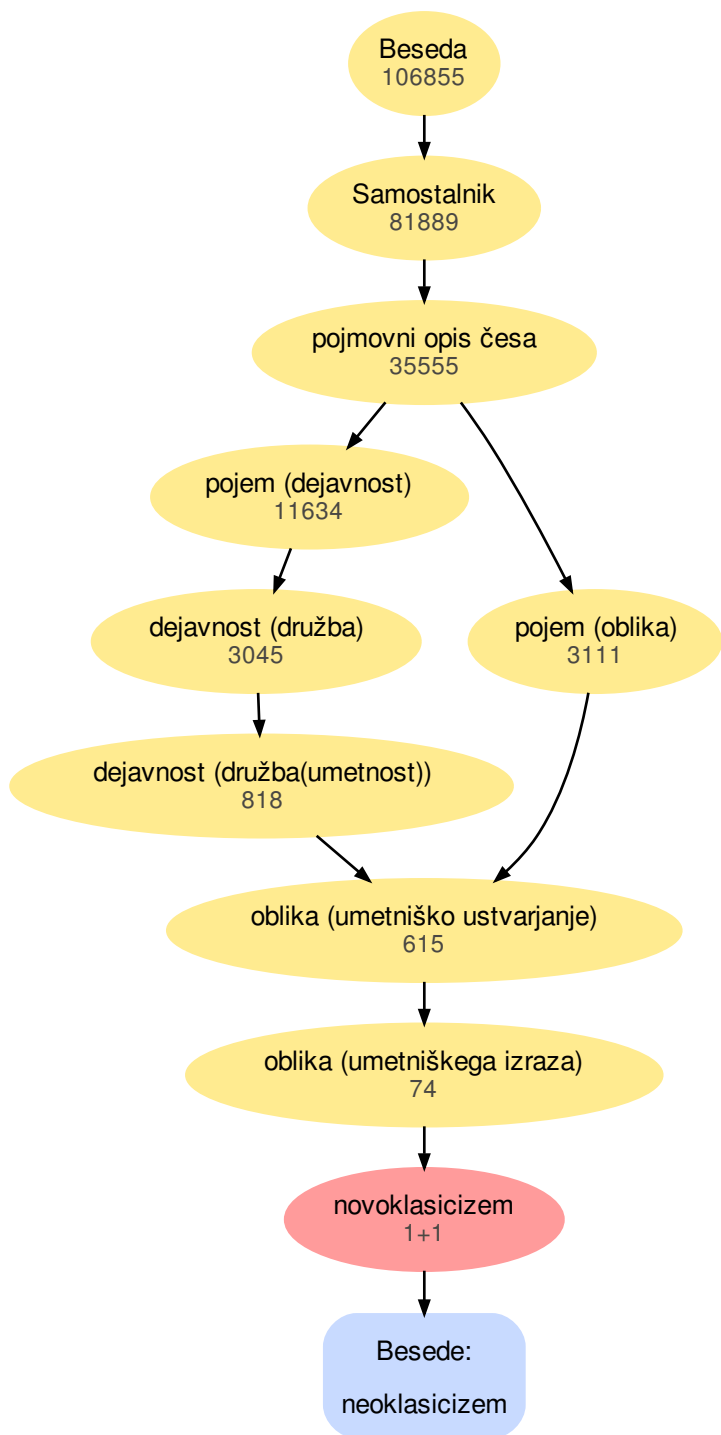 Beseda
106855
Samostalnik
81889
pojmovni opis česa
35555
pojem (dejavnost)
11634
dejavnost (družba)
3045
pojem (oblika)
3111
dejavnost (družba(umetnost))
818
oblika (umetniško ustvarjanje)
615
oblika (umetniškega izraza)
74
novoklasicizem
1+1
Besede:
neoklasicizem